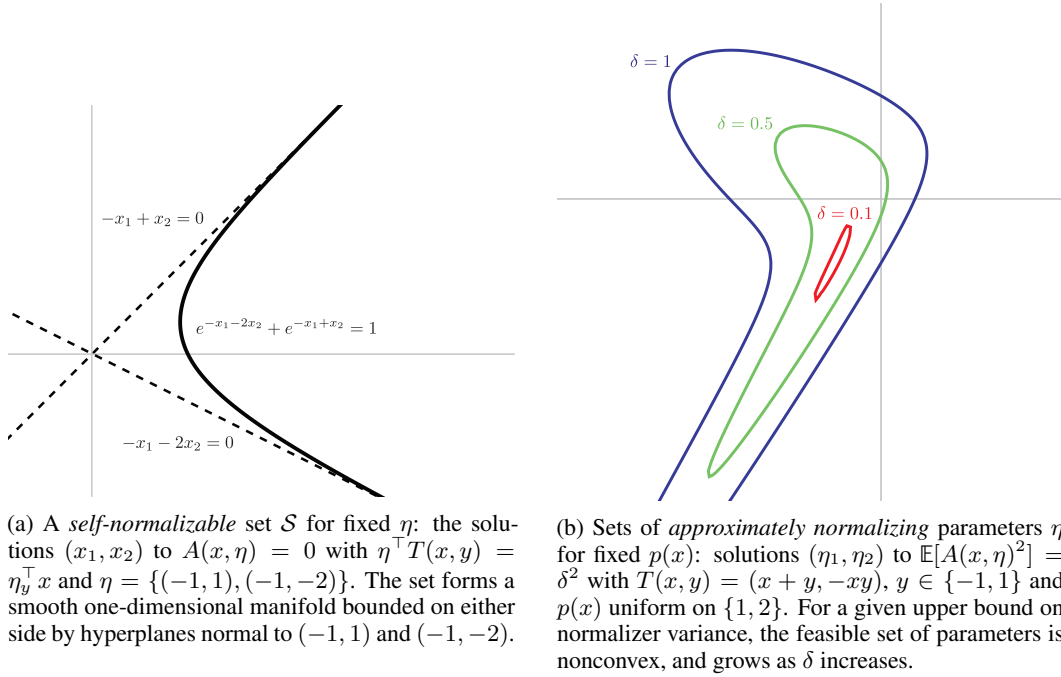 −x₁ + x₂ = 0
e^{−x₁−2x₂} + e^{−x₁+x₂} = 1
−x₁ − 2x₂ = 0
(a) A self-normalizable set 𝒮 for fixed η: the solu-
tions (x₁, x₂) to A(x, η) = 0 with η^⊤T(x, y) =
η_y^⊤ x and η = {(−1, 1), (−1, −2)}. The set forms a
smooth one-dimensional manifold bounded on either
side by hyperplanes normal to (−1, 1) and (−1, −2).
δ = 1
δ = 0.5
δ = 0.1
(b) Sets of approximately normalizing parameters η
for fixed p(x): solutions (η₁, η₂) to 𝔼[A(x, η)²] =
δ² with T(x, y) = (x + y, −xy), y ∈ {−1, 1} and
p(x) uniform on {1, 2}. For a given upper bound on
normalizer variance, the feasible set of parameters is
nonconvex, and grows as δ increases.